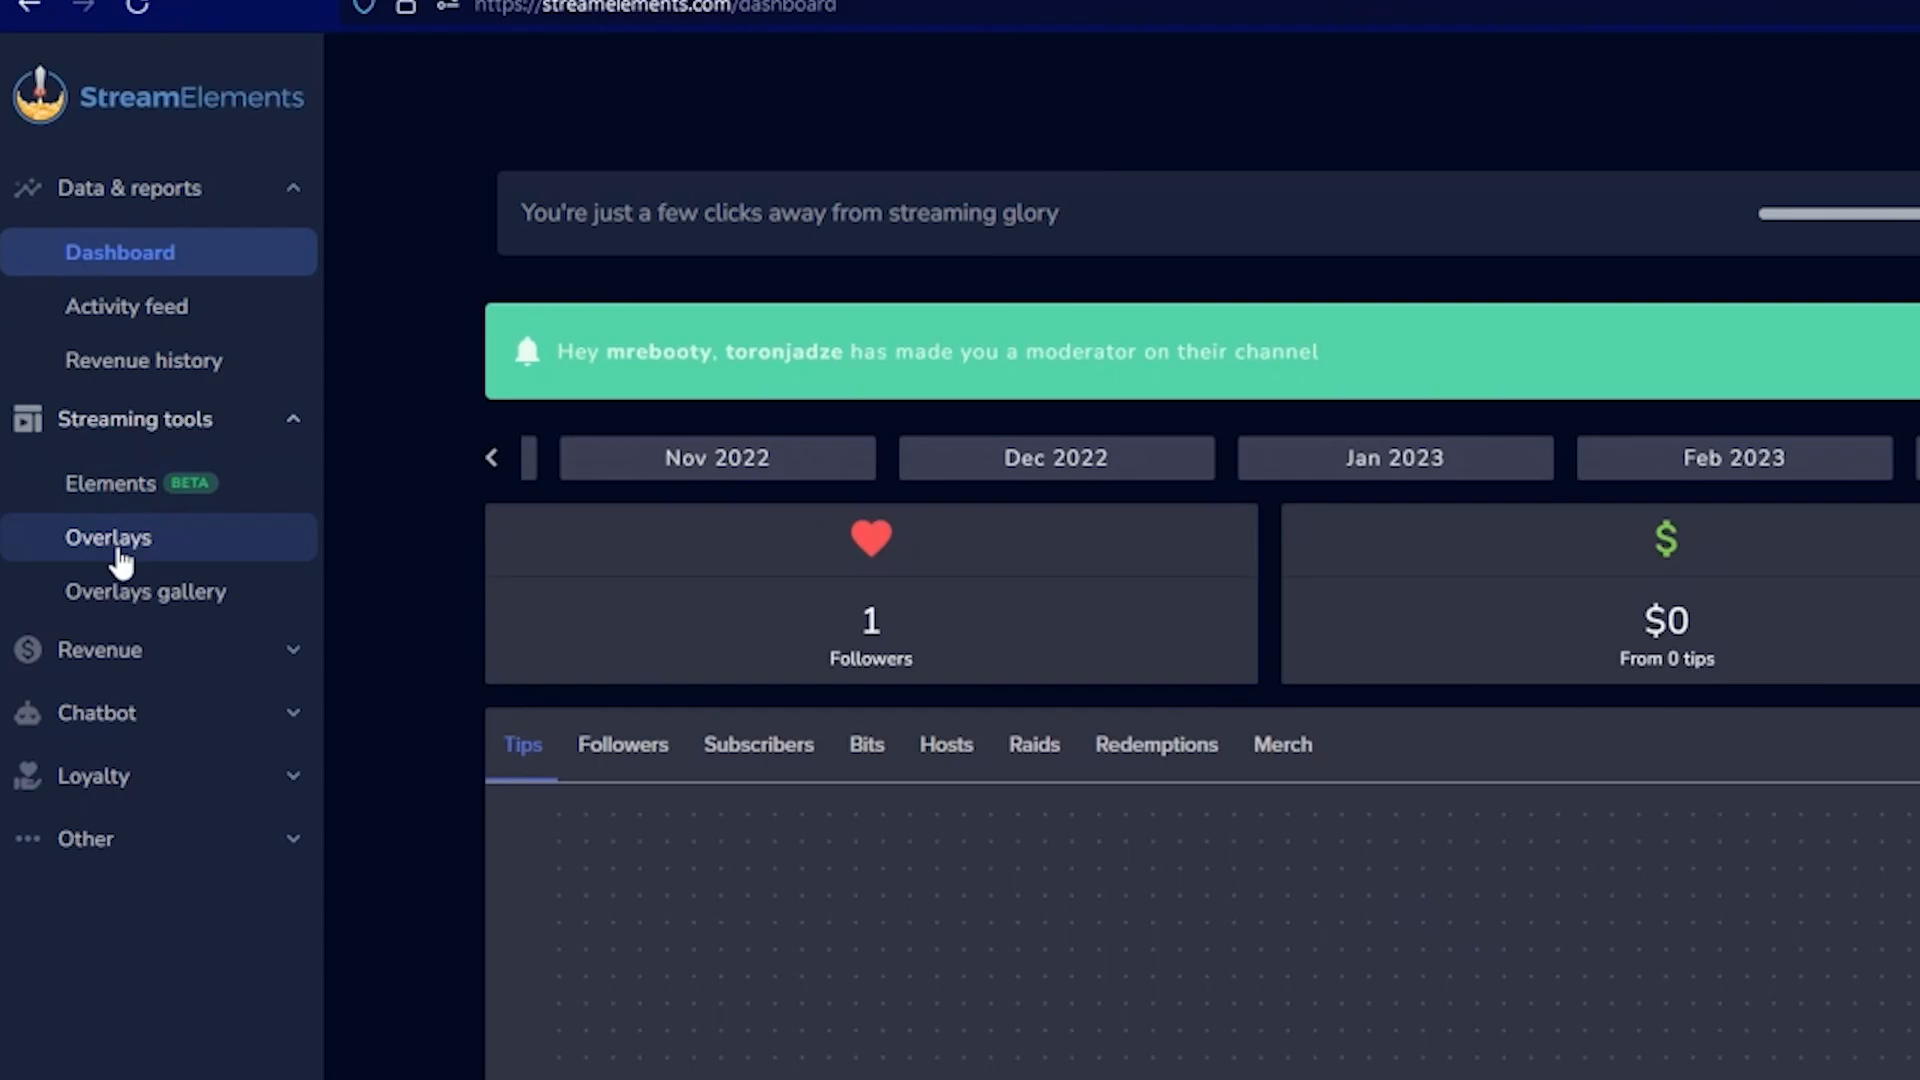 https://streamelements.com/dashboard
StreamElements
Data & reports
Dashboard
Activity feed
Revenue history
Streaming tools
Elements BETA
Overlays
Overlays gallery
Revenue
Chatbot
Loyalty
Other
You're just a few clicks away from streaming glory
Hey mrebooty, toronjadze has made you a moderator on their channel
Nov 2022 Dec 2022 Jan 2023 Feb 2023
1
Followers
$0
From 0 tips
Tips Followers Subscribers Bits Hosts Raids Redemptions Merch